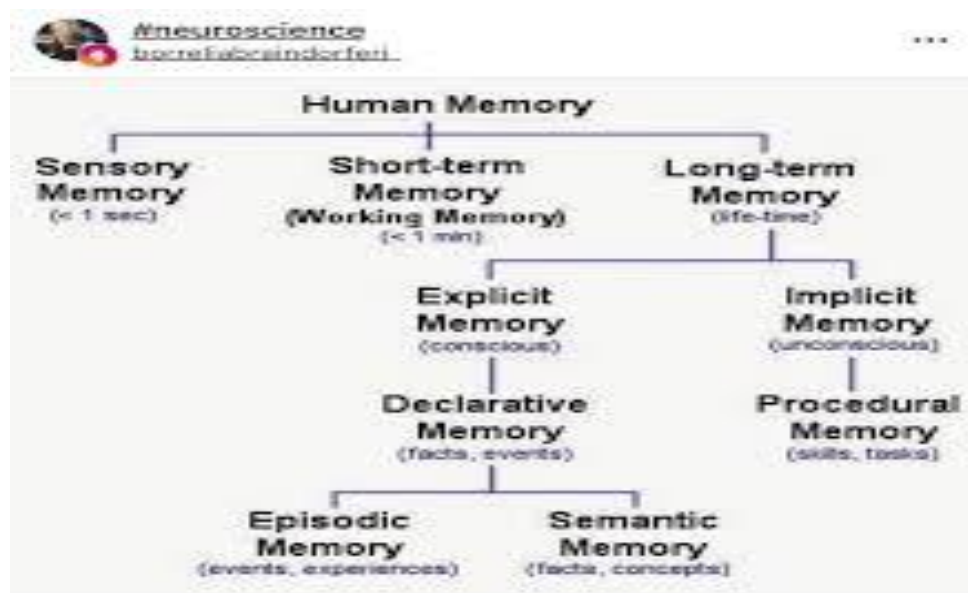 #neuroscience
borreliabraindorferi
...
Human Memory
Sensory Memory
(< 1 sec)
Short-term Memory
(Working Memory)
(< 1 min)
Long-term Memory
(life-time)
Explicit Memory
(conscious)
Implicit Memory
(unconscious)
Declarative Memory
(facts, events)
Procedural Memory
(skills, tasks)
Episodic Memory
(events, experiences)
Semantic Memory
(facts, concepts)